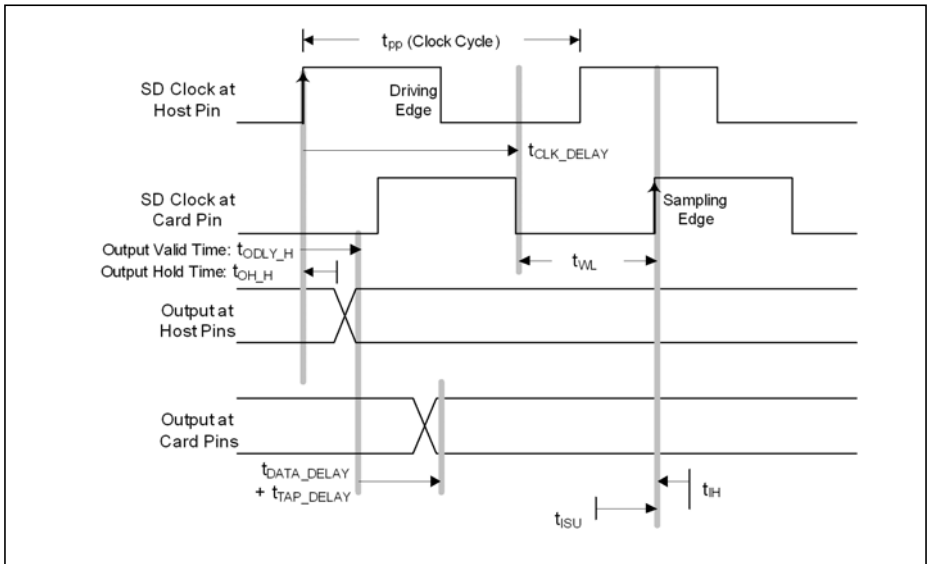 tpp (Clock Cycle)
SD Clock at
Host Pin
Driving
Edge
tCLK_DELAY
SD Clock at
Card Pin
Sampling
Edge
Output Valid Time: tODLY_H
Output Hold Time: tOH_H
tWL
Output at
Host Pins
Output at
Card Pins
tDATA_DELAY
+ tTAP_DELAY
tIH
tISU